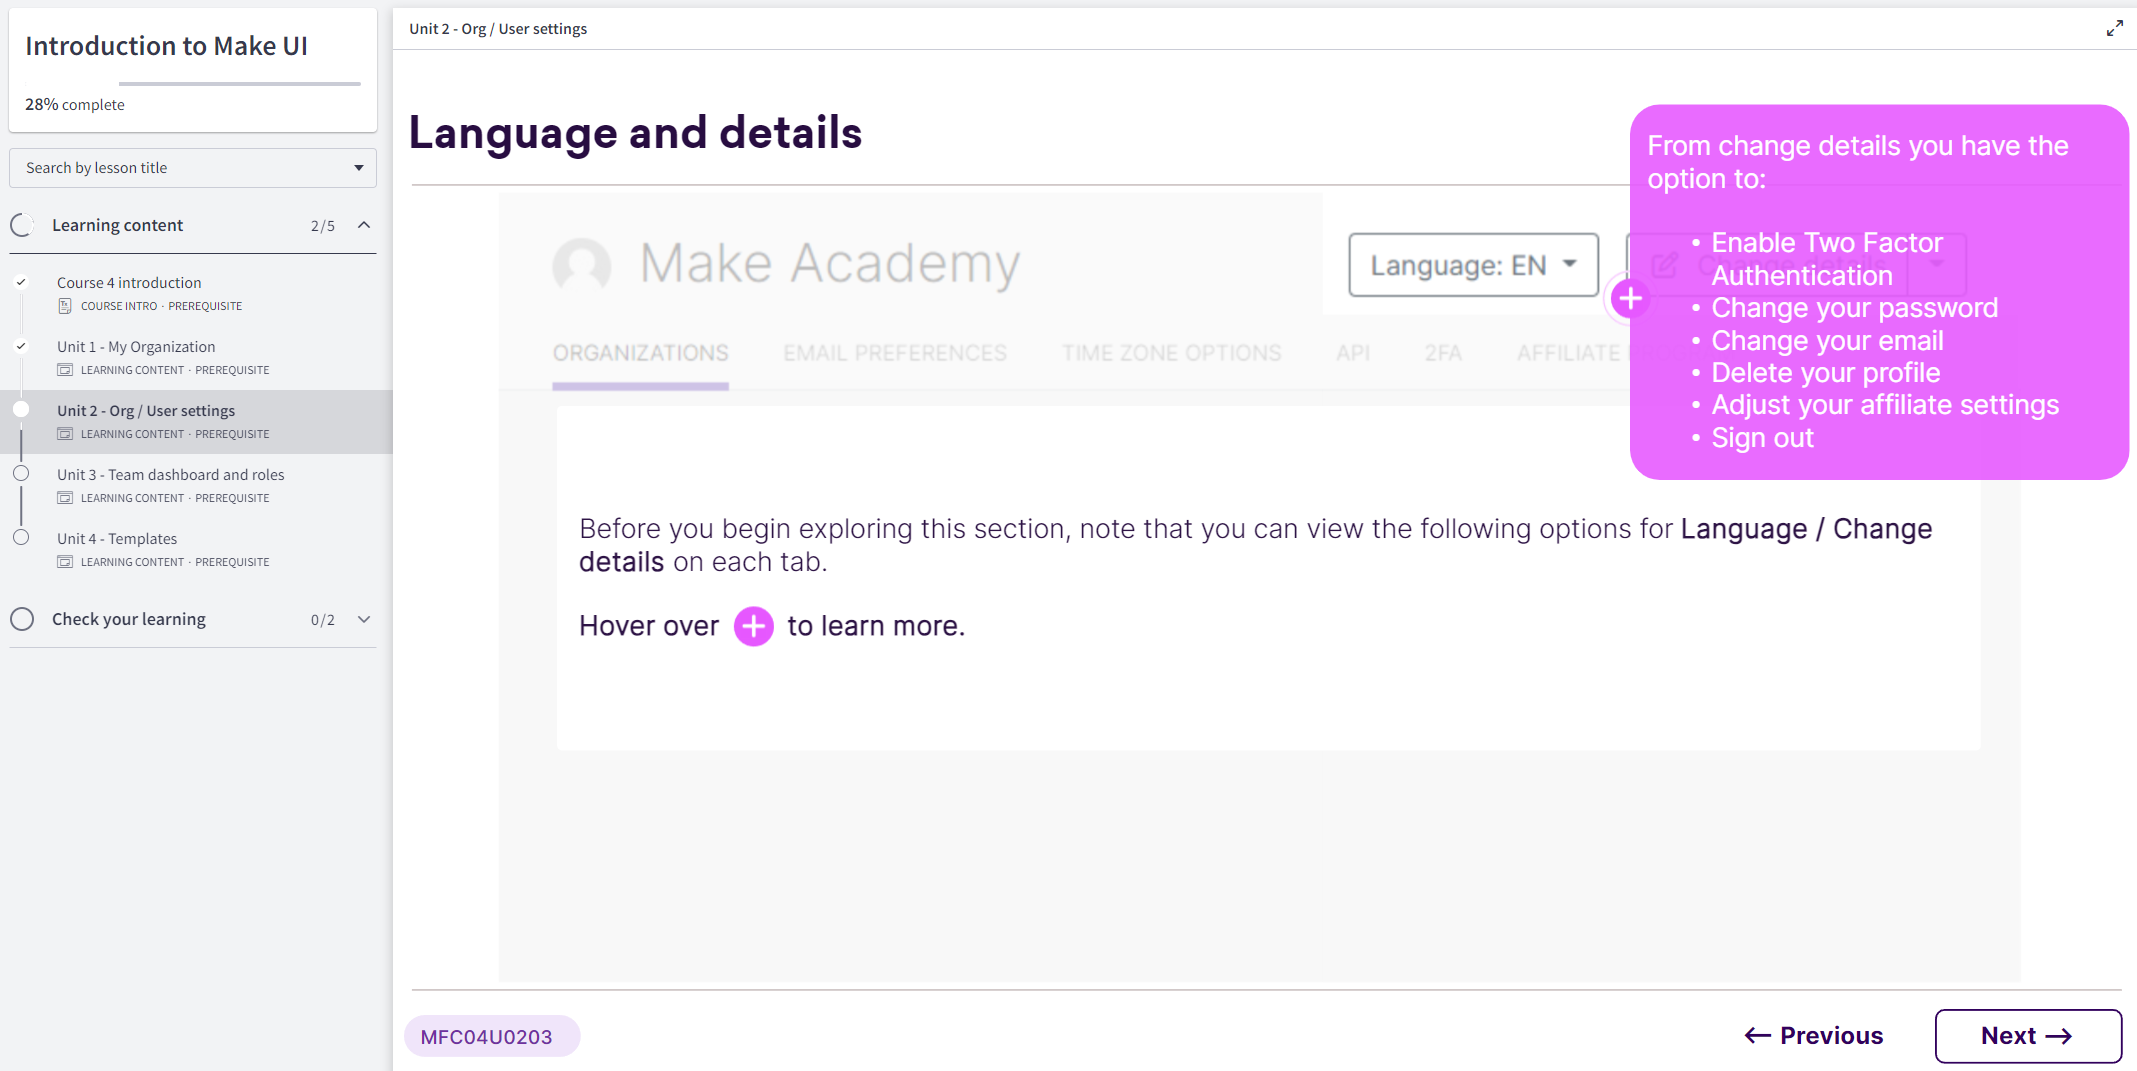 Introduction to Make UI
28% complete
Search by lesson title
Learning content 2/5
Course 4 introduction
COURSE INTRO · PREREQUISITE
Unit 1 - My Organization
LEARNING CONTENT · PREREQUISITE
Unit 2 - Org / User settings
LEARNING CONTENT · PREREQUISITE
Unit 3 - Team dashboard and roles
LEARNING CONTENT · PREREQUISITE
Unit 4 - Templates
LEARNING CONTENT · PREREQUISITE
Check your learning 0/2
Unit 2 - Org / User settings
Language and details
Make Academy
Language: EN
Change details
ORGANIZATIONS EMAIL PREFERENCES TIME ZONE OPTIONS API 2FA AFFILIATE
From change details you have the
option to:
• Enable Two Factor
Authentication
• Change your password
• Change your email
• Delete your profile
• Adjust your affiliate settings
• Sign out
Before you begin exploring this section, note that you can view the following options for Language / Change
details on each tab.
Hover over + to learn more.
MFC04U0203
← Previous
Next →